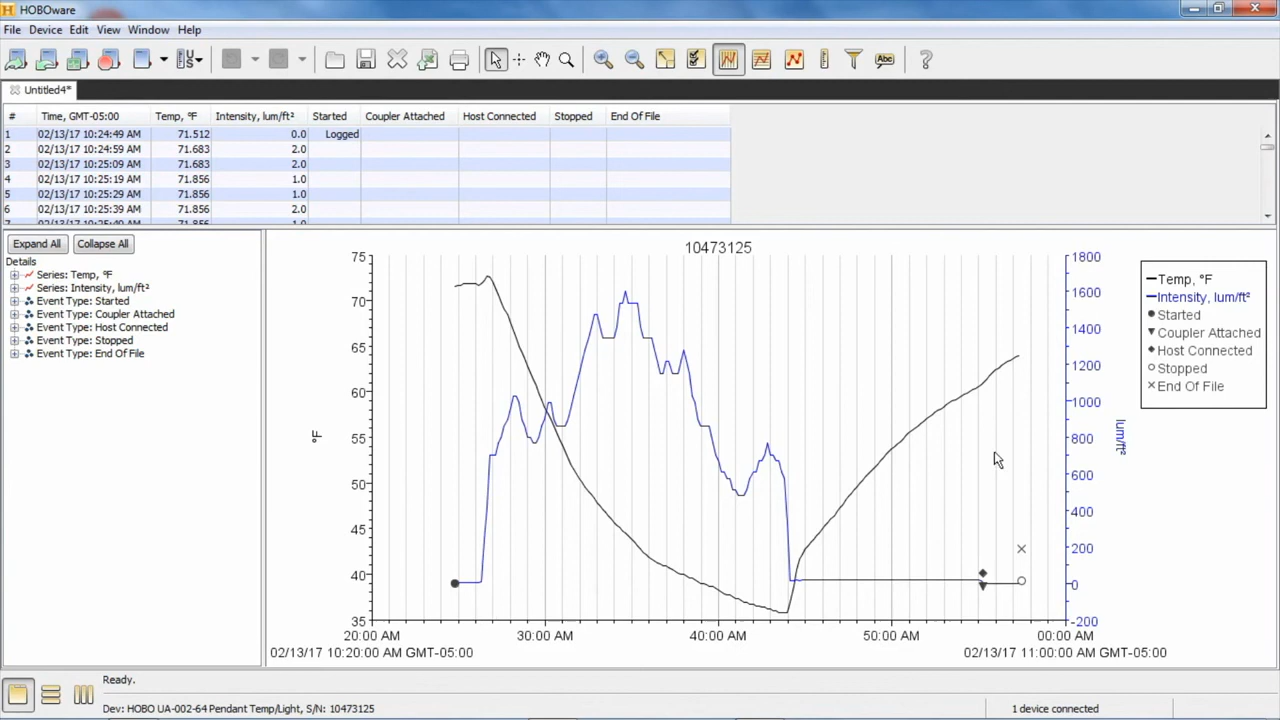 HOBOware
File Device Edit View Window Help
Abc
Untitled4*
# Time, GMT-05:00 Temp, °F Intensity, lum/ft² Started Coupler Attached Host Connected Stopped End Of File
1 02/13/17 10:24:49 AM 71.512 0.0 Logged
2 02/13/17 10:24:59 AM 71.683 2.0
3 02/13/17 10:25:09 AM 71.683 2.0
4 02/13/17 10:25:19 AM 71.856 1.0
5 02/13/17 10:25:29 AM 71.856 1.0
6 02/13/17 10:25:39 AM 71.856 2.0
Expand All Collapse All
Details
Series: Temp, °F
Series: Intensity, lum/ft²
Event Type: Started
Event Type: Coupler Attached
Event Type: Host Connected
Event Type: Stopped
Event Type: End Of File
10473125
75
70
65
60
55
50
45
40
35
°F
1800
1600
1400
1200
1000
800
600
400
200
0
-200
lum/ft²
20:00 AM 30:00 AM 40:00 AM 50:00 AM 00:00 AM
02/13/17 10:20:00 AM GMT-05:00 02/13/17 11:00:00 AM GMT-05:00
Temp, °F
Intensity, lum/ft²
Started
Coupler Attached
Host Connected
Stopped
End Of File
Ready.
Dev: HOBO UA-002-64 Pendant Temp/Light, S/N: 10473125 1 device connected